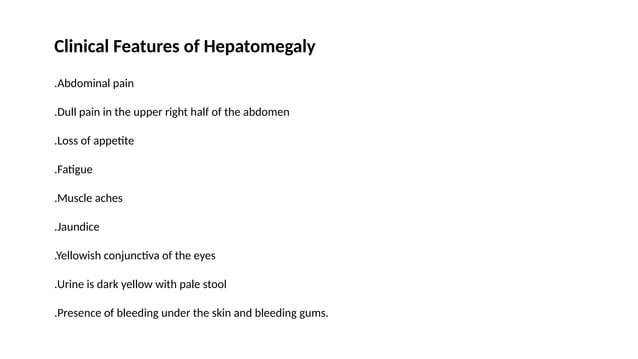 Clinical Features of Hepatomegaly
.Abdominal pain
.Dull pain in the upper right half of the abdomen
.Loss of appetite
.Fatigue
.Muscle aches
.Jaundice
.Yellowish conjunctiva of the eyes
.Urine is dark yellow with pale stool
.Presence of bleeding under the skin and bleeding gums.